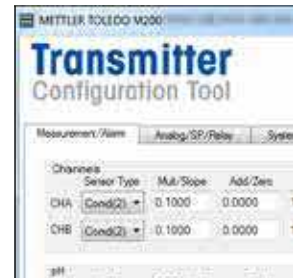 METTLER TOLEDO M200
Transmitter
Configuration Tool
Measurement/Alarm Analog/SP/Relay
Channels
Sensor Type Mult/Slope Add/Zero
CHA Cond(2) 0.1000 0.0000
CHB Cond(2) 0.1000 0.0000
pH